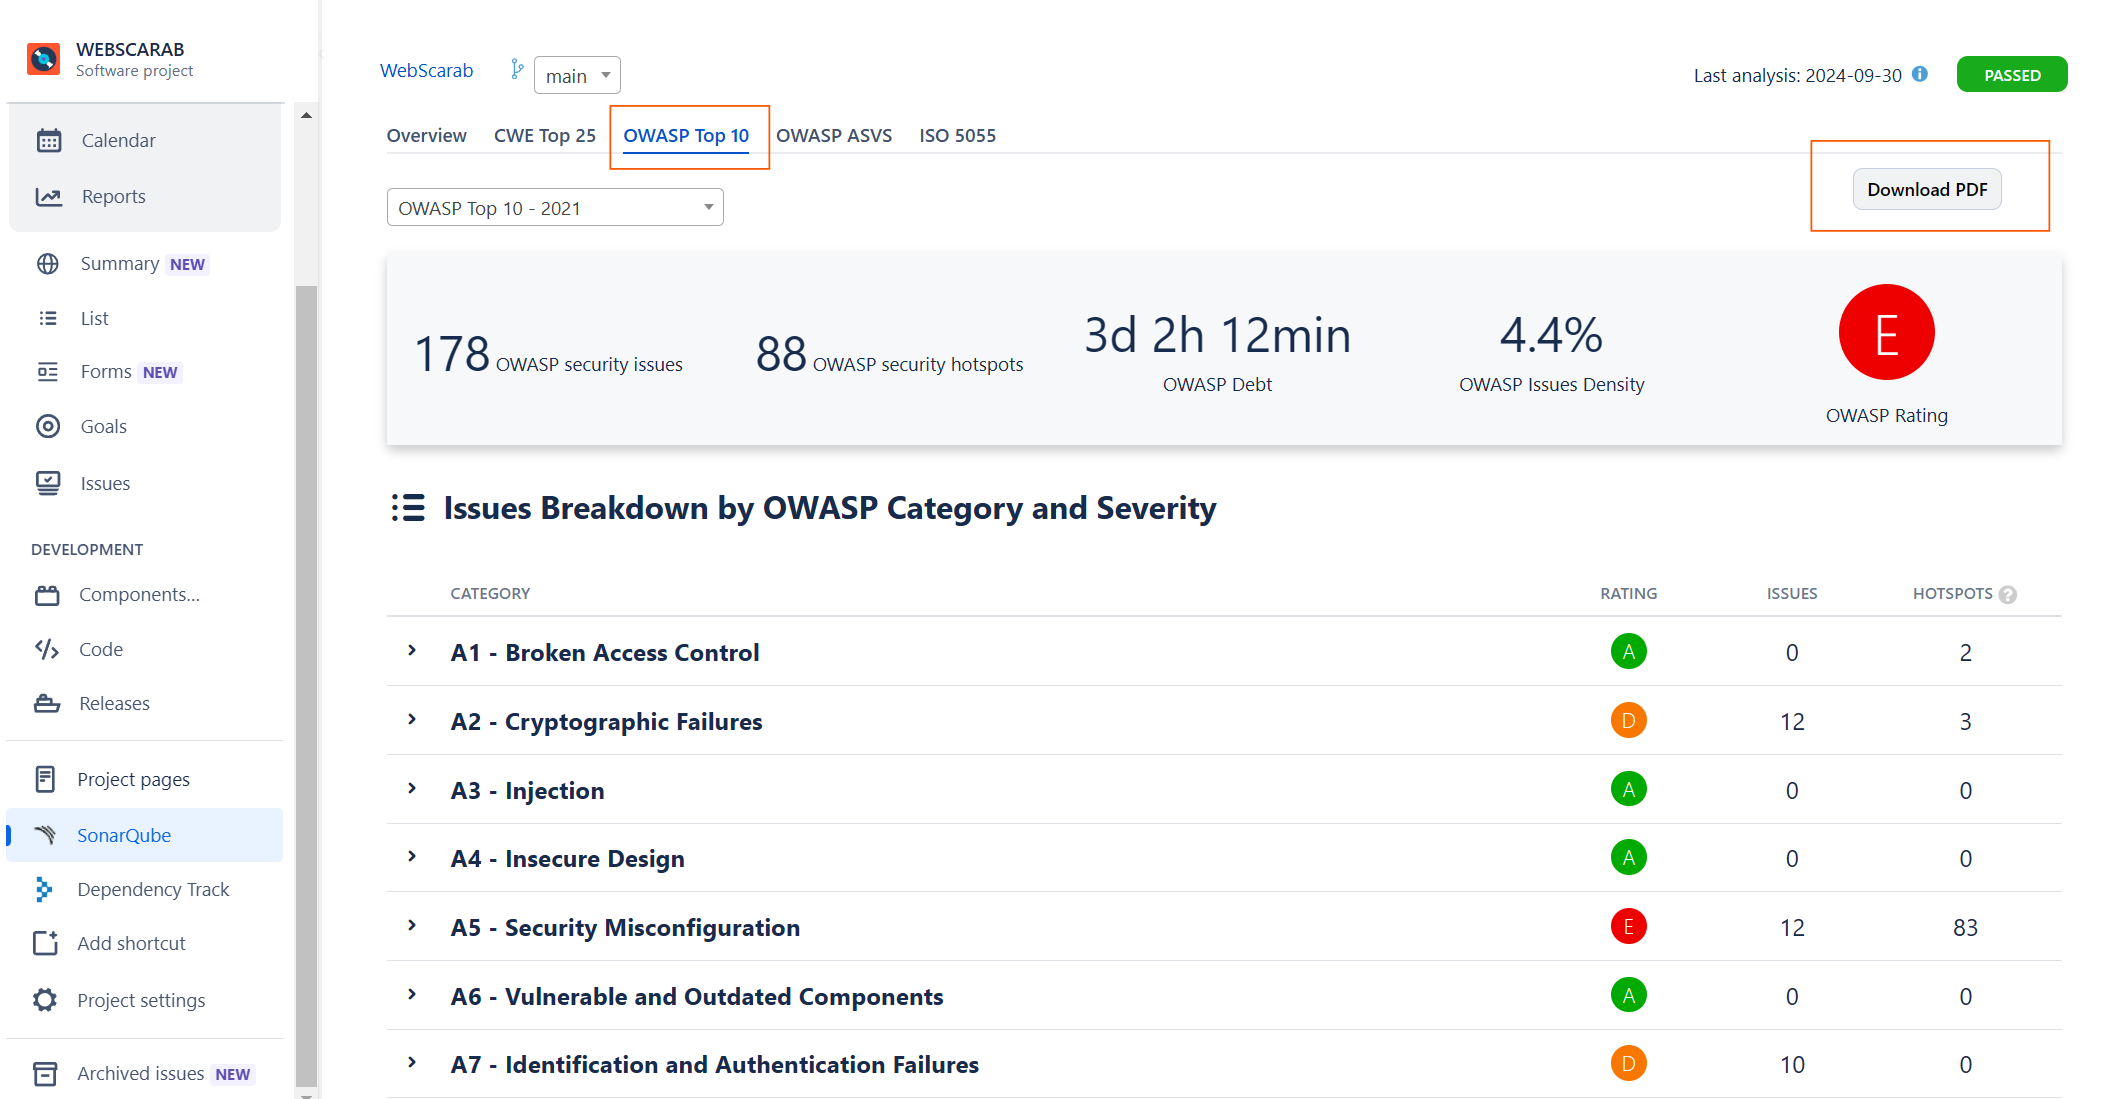 WEBSCARAB
Software project
Calendar
Reports
Summary NEW
List
Forms NEW
Goals
Issues
DEVELOPMENT
Components...
Code
Releases
Project pages
SonarQube
Dependency Track
Add shortcut
Project settings
Archived issues NEW
WebScarab main
Last analysis: 2024-09-30 PASSED
Overview CWE Top 25 OWASP Top 10 OWASP ASVS ISO 5055
Download PDF
OWASP Top 10 - 2021
178 OWASP security issues
88 OWASP security hotspots
3d 2h 12min
OWASP Debt
4.4%
OWASP Issues Density
E
OWASP Rating
Issues Breakdown by OWASP Category and Severity
CATEGORY RATING ISSUES HOTSPOTS ?
A1 - Broken Access Control A 0 2
A2 - Cryptographic Failures D 12 3
A3 - Injection A 0 0
A4 - Insecure Design A 0 0
A5 - Security Misconfiguration E 12 83
A6 - Vulnerable and Outdated Components A 0 0
A7 - Identification and Authentication Failures D 10 0